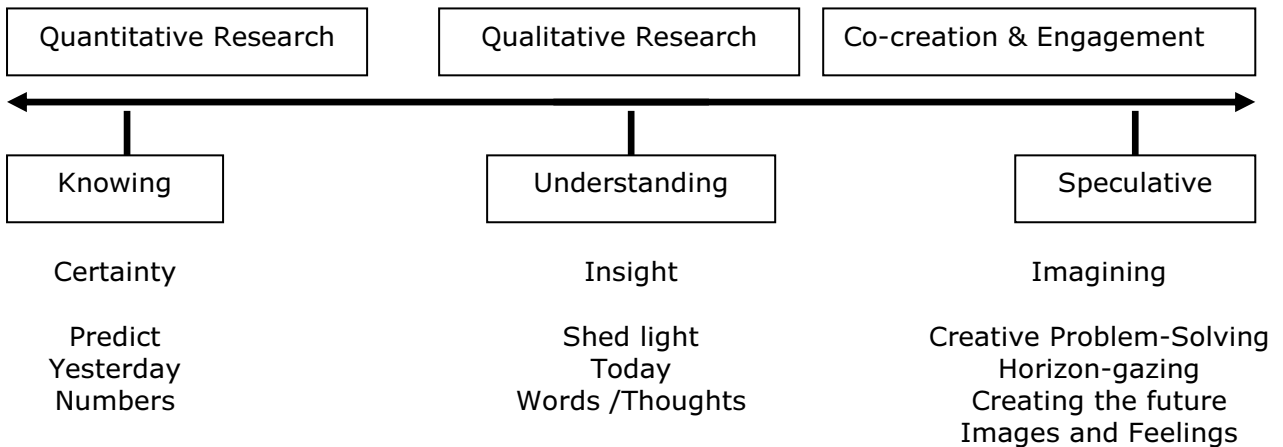 Quantitative Research
Qualitative Research
Co-creation & Engagement
Knowing
Understanding
Speculative
Certainty
Insight
Imagining
Predict
Shed light
Creative Problem-Solving
Yesterday
Today
Horizon-gazing
Numbers
Words /Thoughts
Creating the future
Images and Feelings